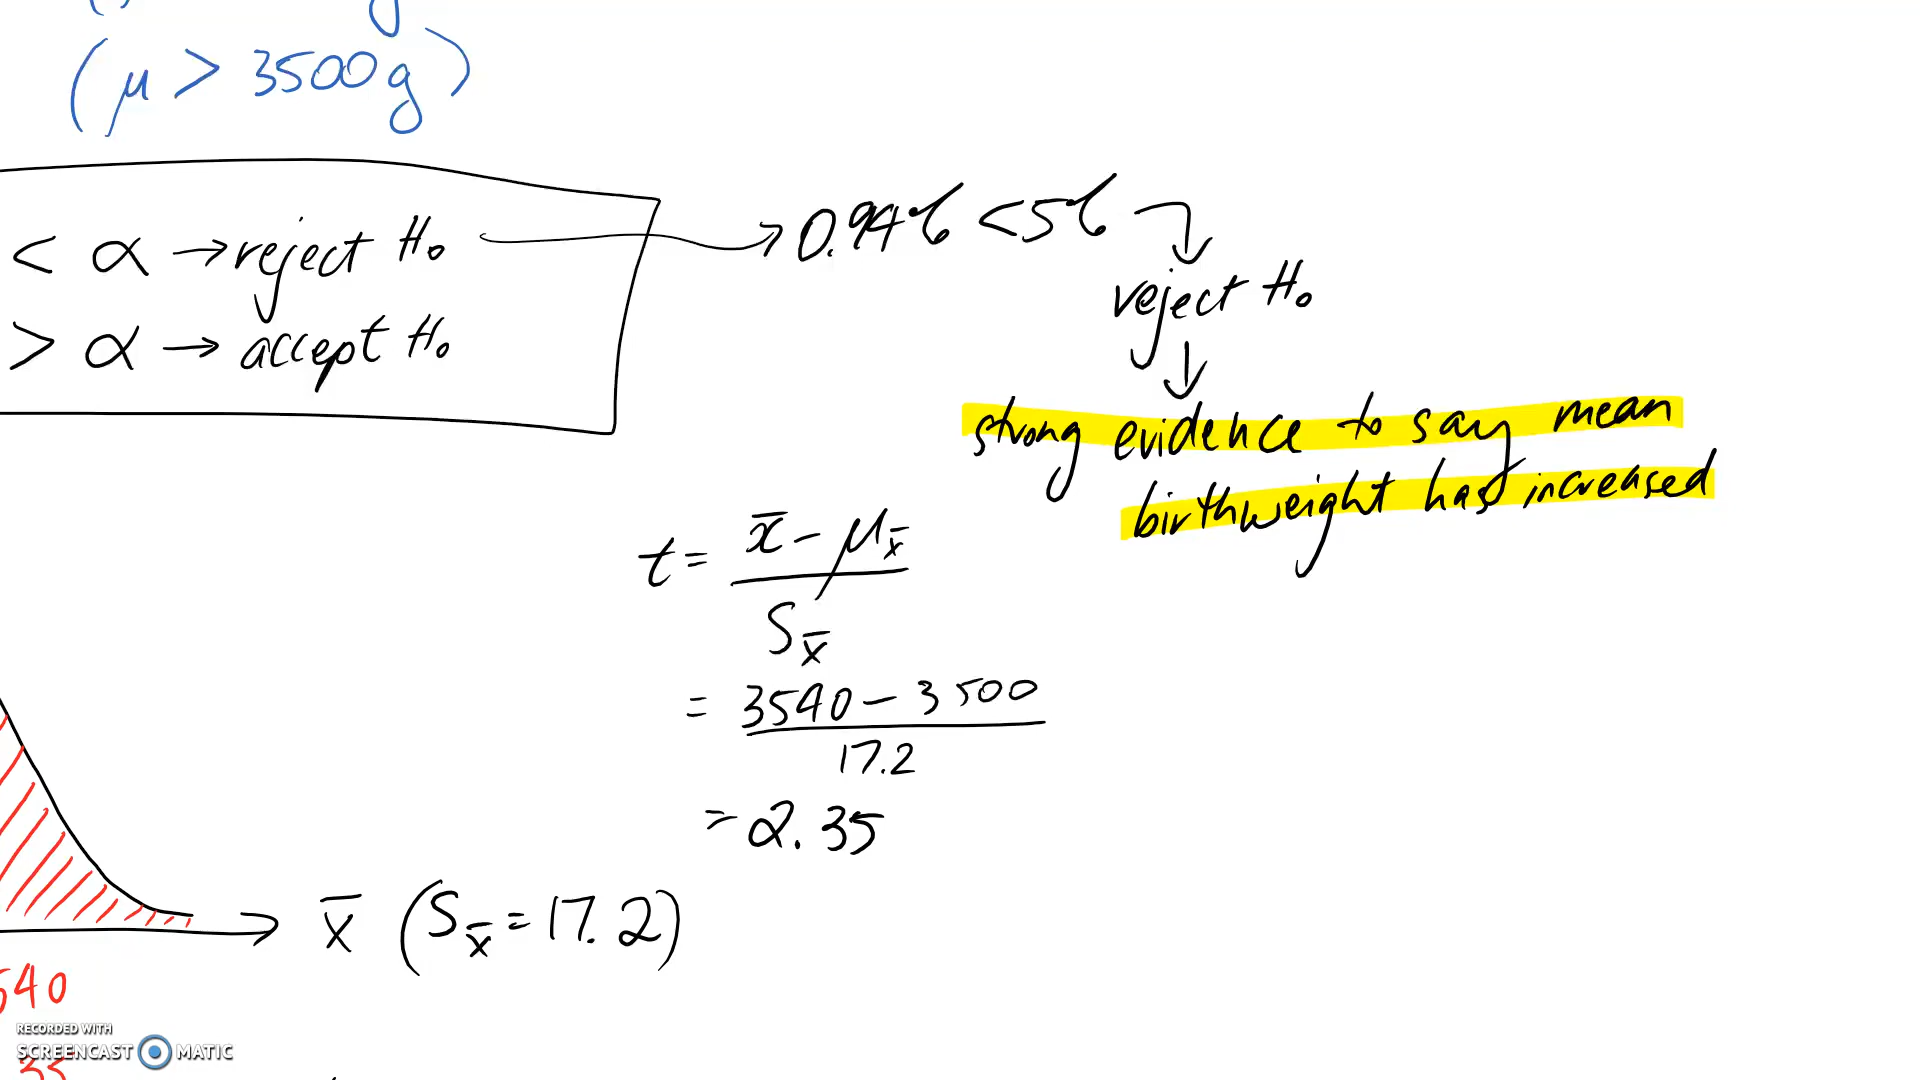 (μ > 3500g)
< α → reject H₀ → 0.94% < 5%
> α → accept H₀
reject H₀
strong evidence to say mean
birthweight has increased
t = x̄ − μx̄
Sx̄
= 3540 − 3500
17.2
= 2.35
x̄ (Sx̄ = 17.2)
540
RECORDED WITH
SCREENCAST MATIC
35